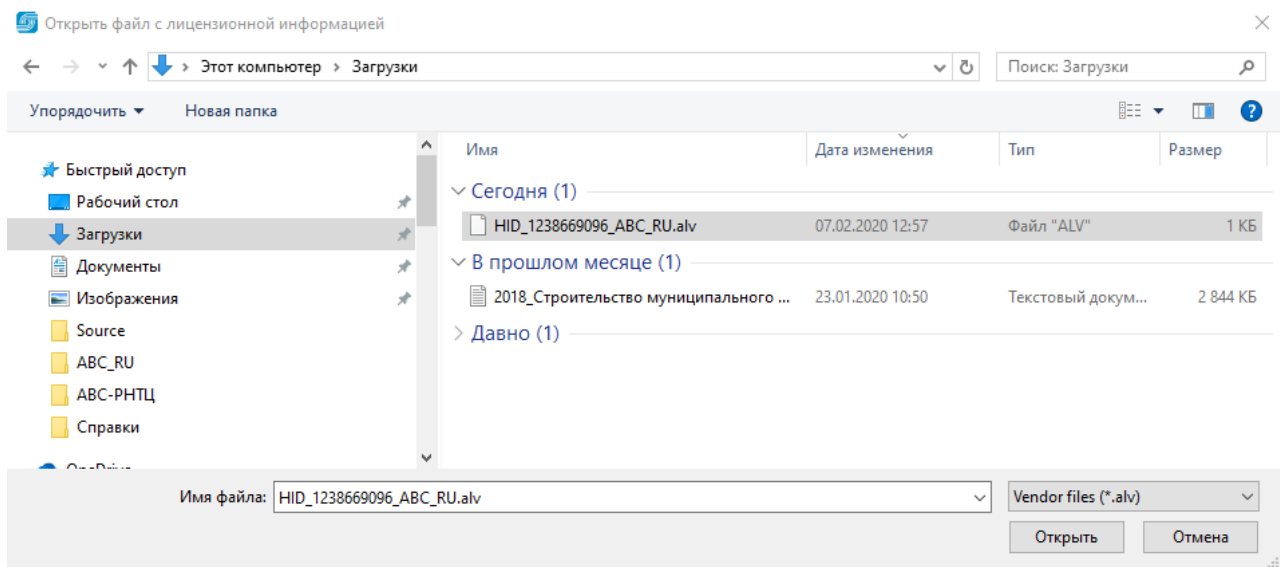 Открыть файл с лицензионной информацией
Этот компьютер > Загрузки
Поиск: Загрузки
Упорядочить
Новая папка
Быстрый доступ
Рабочий стол
Загрузки
Документы
Изображения
Source
ABC_RU
АВС-РНТЦ
Справки
Имя Дата изменения Тип Размер
Сегодня (1)
HID_1238669096_ABC_RU.alv 07.02.2020 12:57 Файл "ALV" 1 КБ
В прошлом месяце (1)
2018_Строительство муниципального ... 23.01.2020 10:50 Текстовый докум... 2 844 КБ
Давно (1)
Имя файла: HID_1238669096_ABC_RU.alv
Vendor files (*.alv)
Открыть Отмена